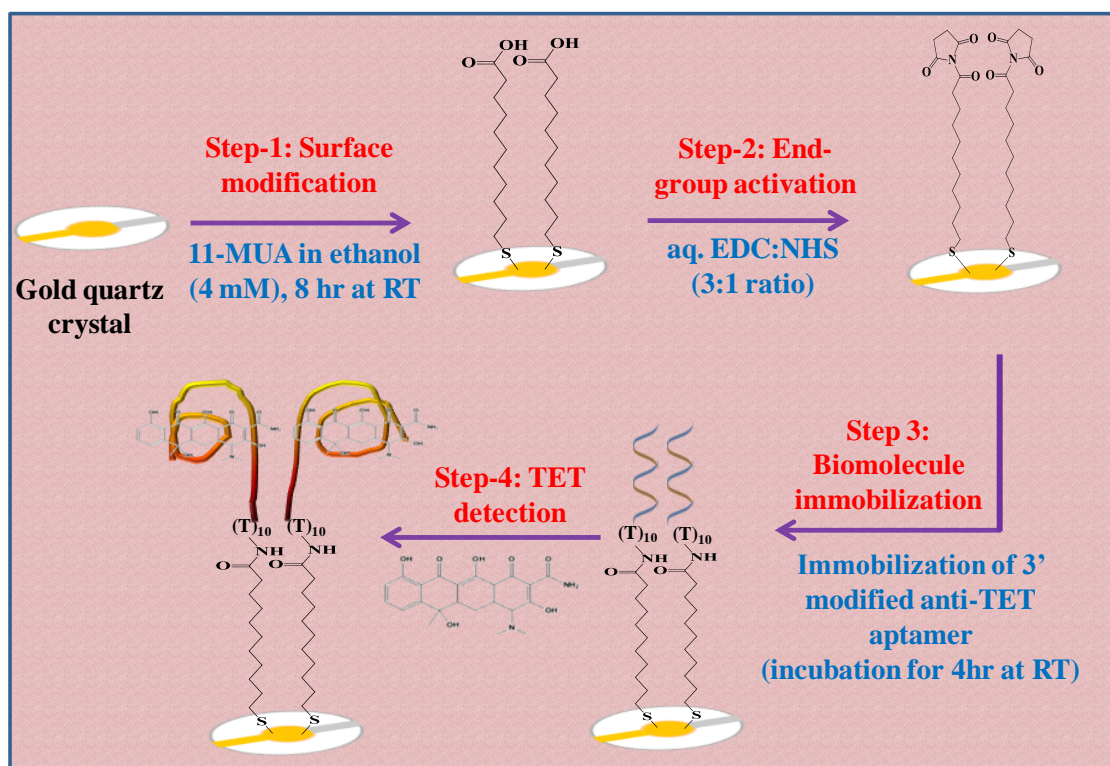 Gold quartz
crystal
Step-1: Surface
modification
11-MUA in ethanol
(4 mM), 8 hr at RT
O
OH
O
OH
S
S
Step-2: End-
group activation
aq. EDC:NHS
(3:1 ratio)
O
N
O
O
O
N
O
O
S
S
Step 3:
Biomolecule
immobilization
Immobilization of 3’
modified anti-TET
aptamer
(incubation for 4hr at RT)
(T)10
(T)10
NH
NH
O
O
S
S
Step-4: TET
detection
OH
O
OH
O
O
NH2
OH
OH
N
(T)10
(T)10
NH
NH
O
O
S
S